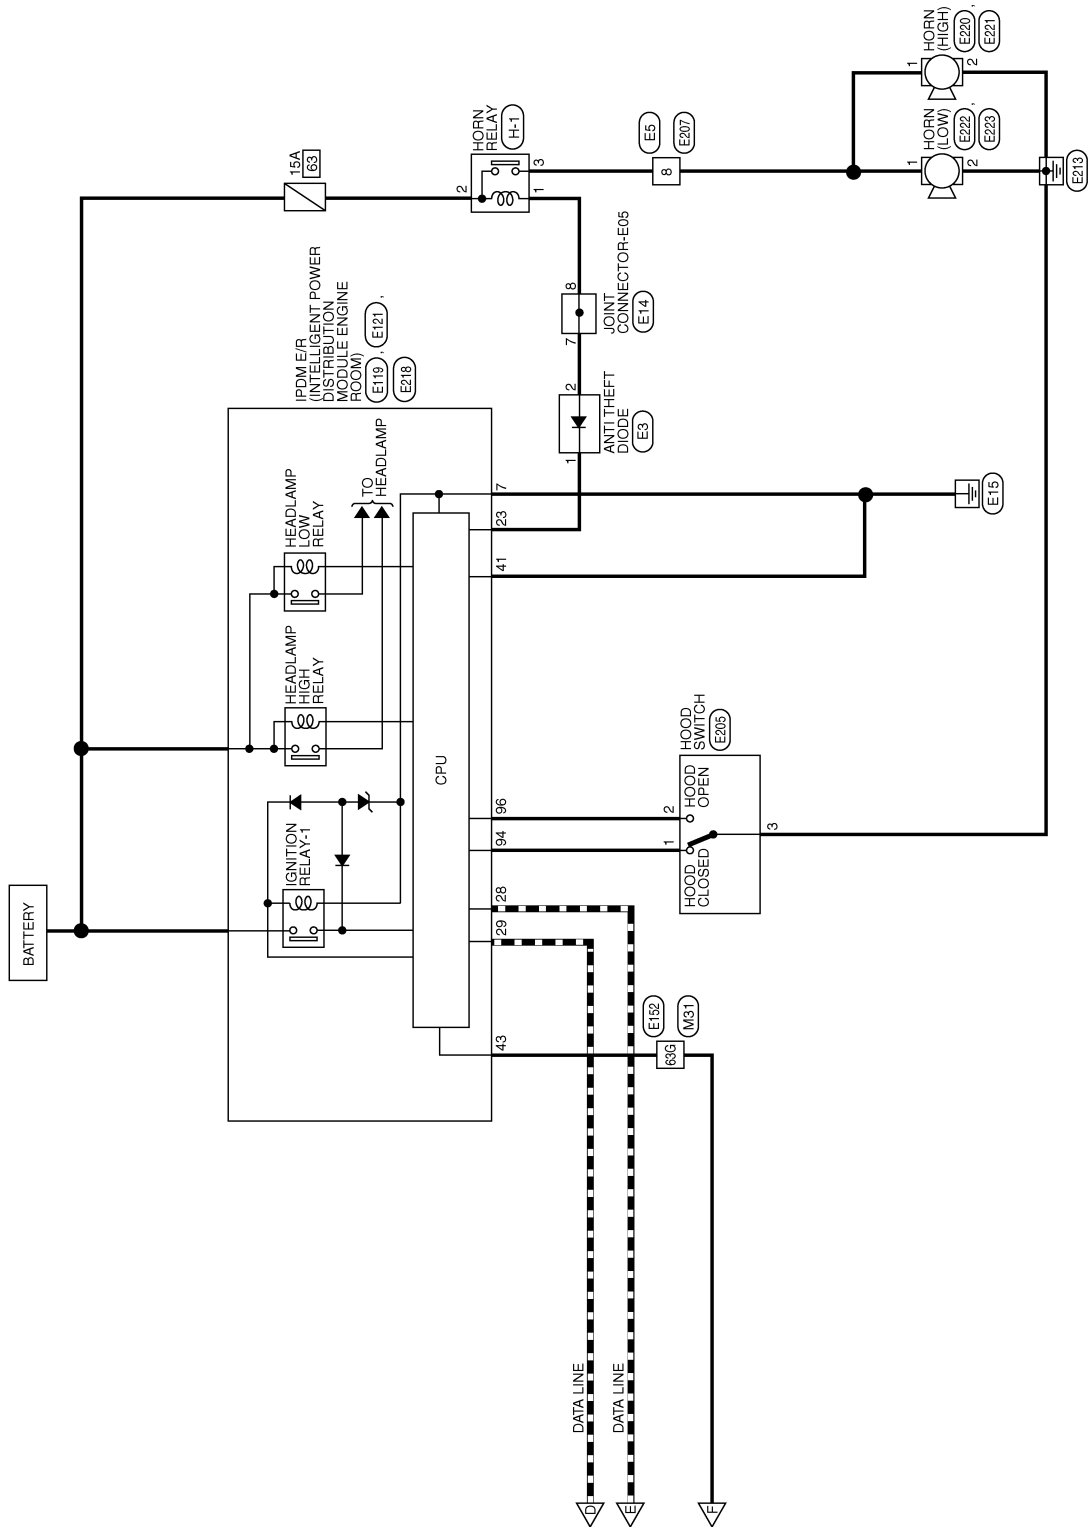 BATTERY
15A
63
HORN
RELAY
H-1
2
1
3
E5
E207
8
HORN
(HIGH)
E220 ,
E221
1
2
HORN
(LOW)
E222 ,
E223
1
2
E213
IPDM E/R
(INTELLIGENT POWER
DISTRIBUTION
MODULE ENGINE
ROOM)
E119 , E121 ,
E218
JOINT
CONNECTOR-E05
E14
8
7
ANTI THEFT
DIODE
E3
2
1
IGNITION
RELAY-1
HEADLAMP
HIGH
RELAY
HEADLAMP
LOW
RELAY
TO
HEADLAMP
CPU
43
29
28
94
96
41
23
7
E15
HOOD
SWITCH
E205
1
2
HOOD
CLOSED
HOOD
OPEN
3
E152
M31
63G
DATA LINE
DATA LINE
D
E
F